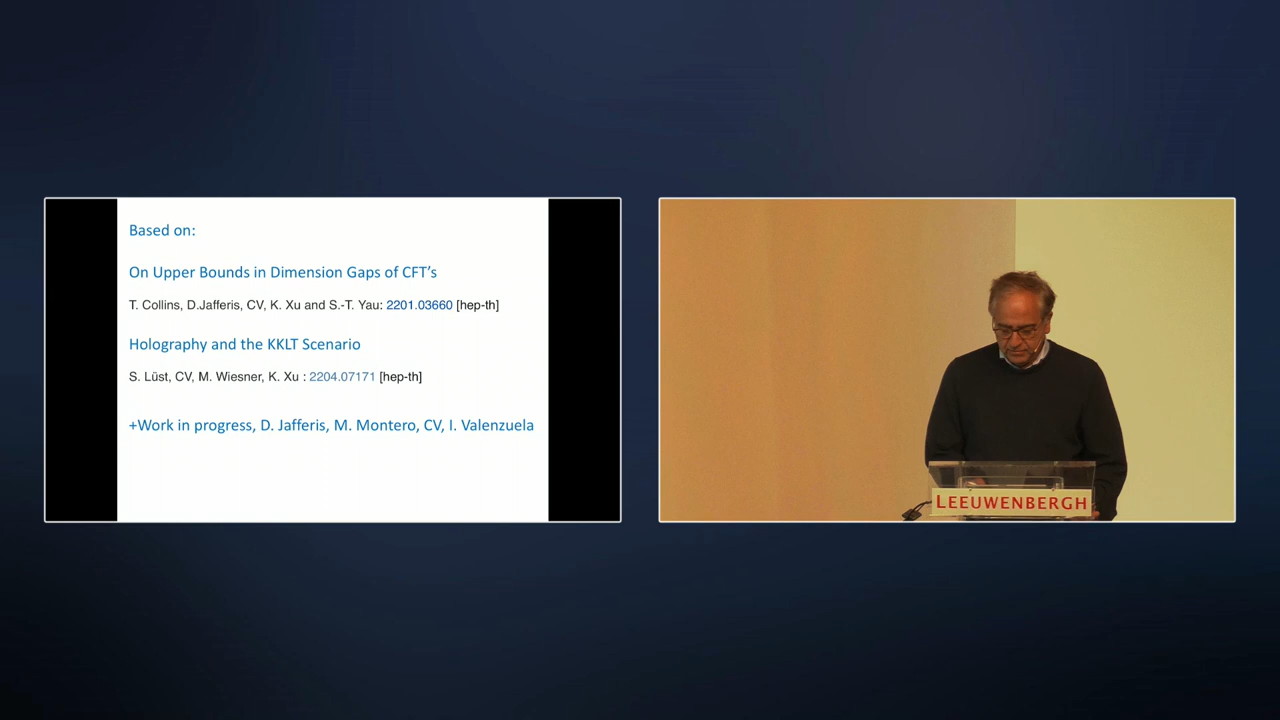 Based on:
On Upper Bounds in Dimension Gaps of CFT’s
T. Collins, D.Jafferis, CV, K. Xu and S.-T. Yau: 2201.03660 [hep-th]
Holography and the KKLT Scenario
S. Lüst, CV, M. Wiesner, K. Xu : 2204.07171 [hep-th]
+Work in progress, D. Jafferis, M. Montero, CV, I. Valenzuela
LEEUWENBERGH